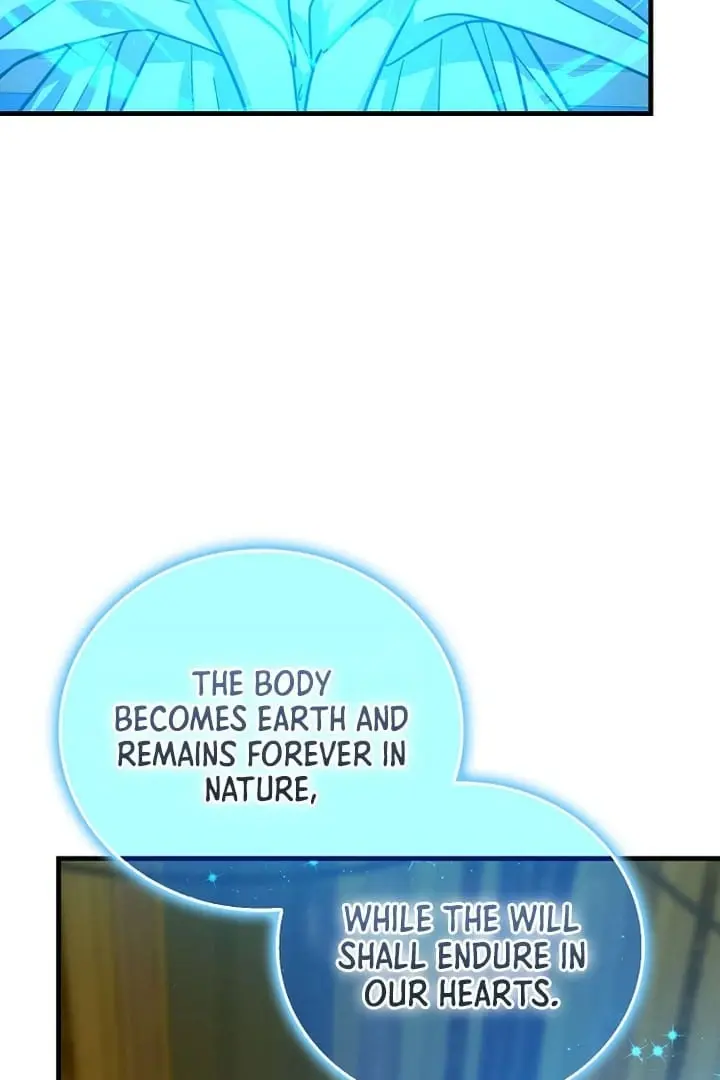 THE BODY
BECOMES EARTH AND
REMAINS FOREVER IN
NATURE,
WHILE THE WILL
SHALL ENDURE IN
OUR HEARTS.